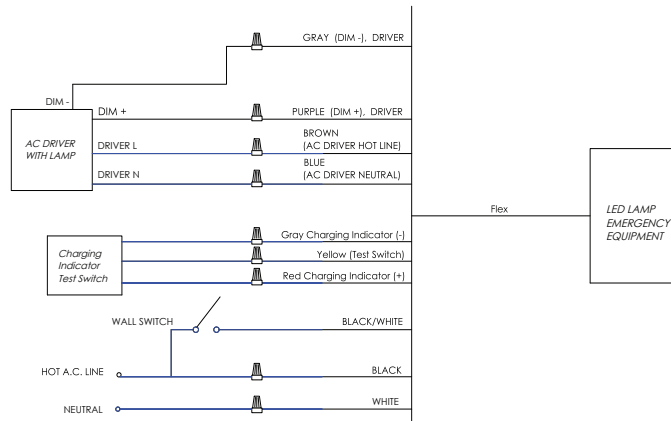 GRAY (DIM -), DRIVER
DIM -
DIM +
PURPLE (DIM +), DRIVER
AC DRIVER
WITH LAMP
DRIVER L
BROWN
(AC DRIVER HOT LINE)
DRIVER N
BLUE
(AC DRIVER NEUTRAL)
Flex
LED LAMP
EMERGENCY
EQUIPMENT
Charging
Indicator
Test Switch
Gray Charging Indicator (-)
Yellow (Test Switch)
Red Charging Indicator (+)
WALL SWITCH
BLACK/WHITE
HOT A.C. LINE
BLACK
NEUTRAL
WHITE